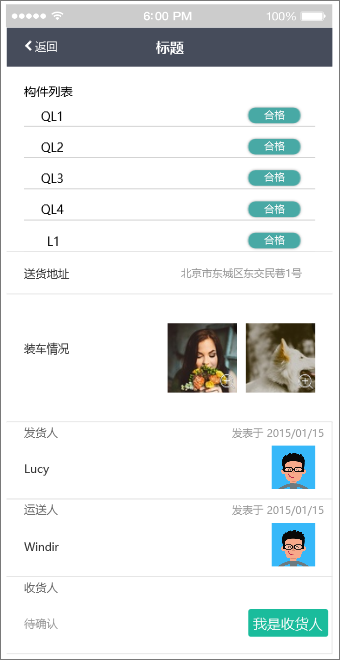 6:00 PM 100%
返回 标题
构件列表
QL1 合格
QL2 合格
QL3 合格
QL4 合格
L1 合格
送货地址 北京市东城区东交民巷1号
装车情况
发货人 发表于 2015/01/15
Lucy
运送人 发表于 2015/01/15
Windir
收货人
待确认 我是收货人